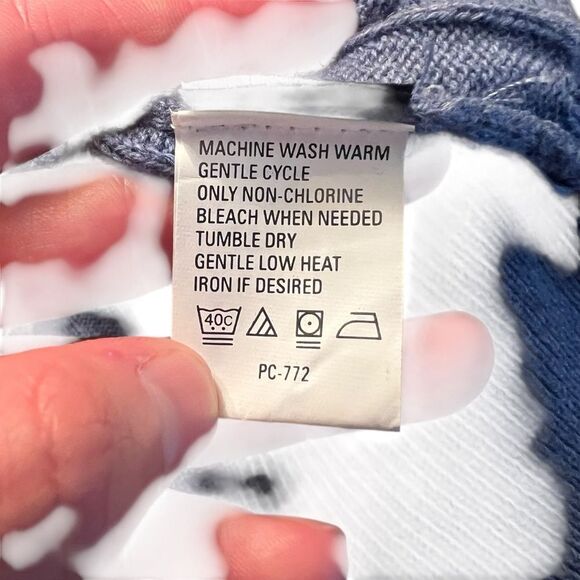 MACHINE WASH WARM
GENTLE CYCLE
ONLY NON-CHLORINE
BLEACH WHEN NEEDED
TUMBLE DRY
GENTLE LOW HEAT
IRON IF DESIRED
40C
PC-772